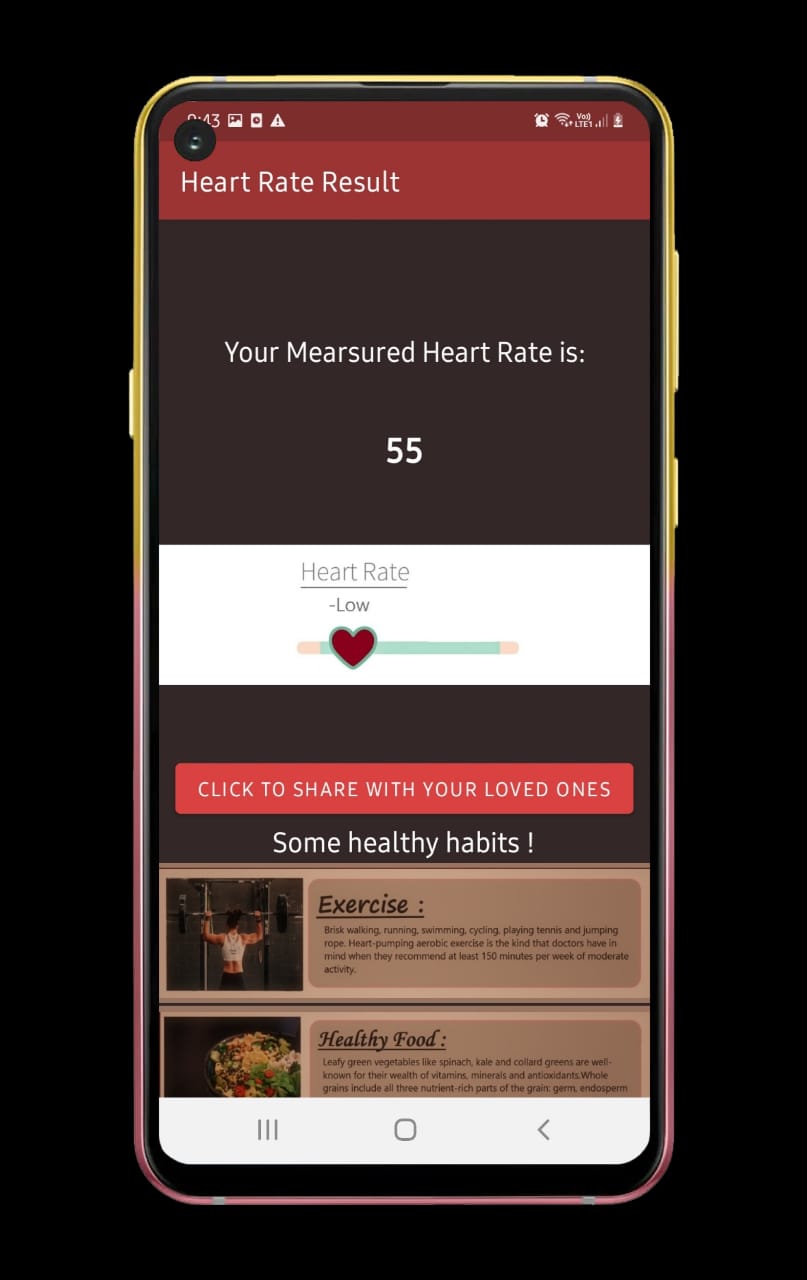 Heart Rate Result
Your Mearsured Heart Rate is:
55
Heart Rate
-Low
CLICK TO SHARE WITH YOUR LOVED ONES
Some healthy habits !
Exercise :
Brisk walking, running, swimming, cycling, playing tennis and jumping
rope. Heart-pumping aerobic exercise is the kind that doctors have in
mind when they recommend at least 150 minutes per week of moderate
activity.
Healthy Food :
Leafy green vegetables like spinach, kale and collard greens are well-
known for their wealth of vitamins, minerals and antioxidants.Whole
grains include all three nutrient-rich parts of the grain: germ, endosperm